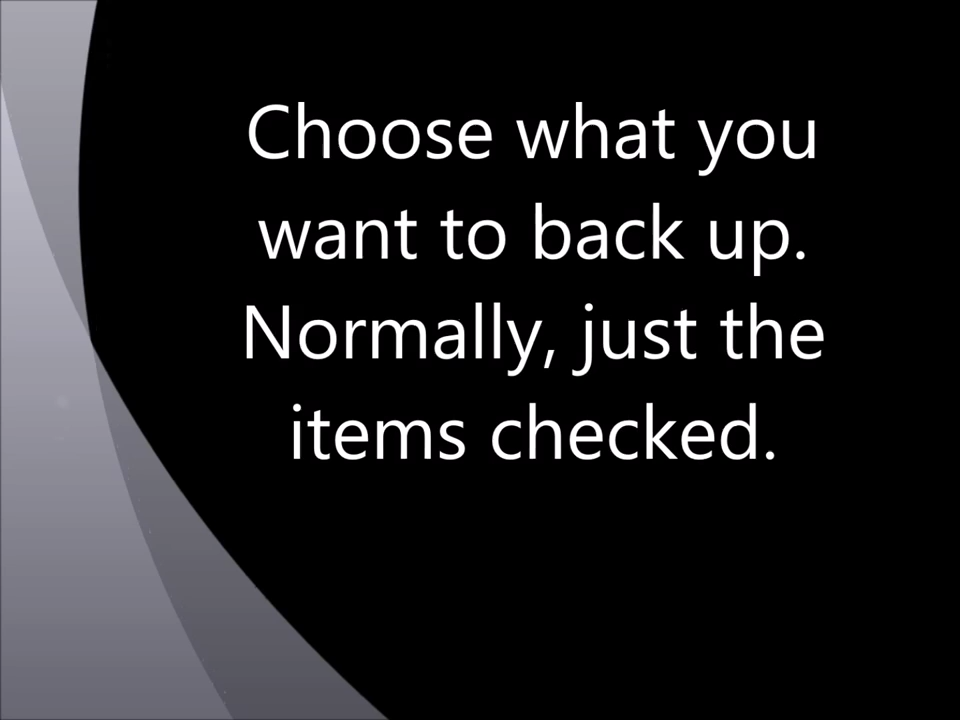 Choose what you
want to back up.
Normally, just the
items checked.